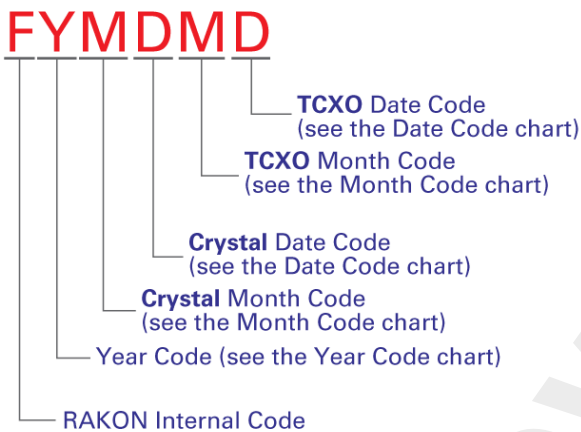 FYMDMD
TCXO Date Code
(see the Date Code chart)
TCXO Month Code
(see the Month Code chart)
Crystal Date Code
(see the Date Code chart)
Crystal Month Code
(see the Month Code chart)
Year Code (see the Year Code chart)
RAKON Internal Code